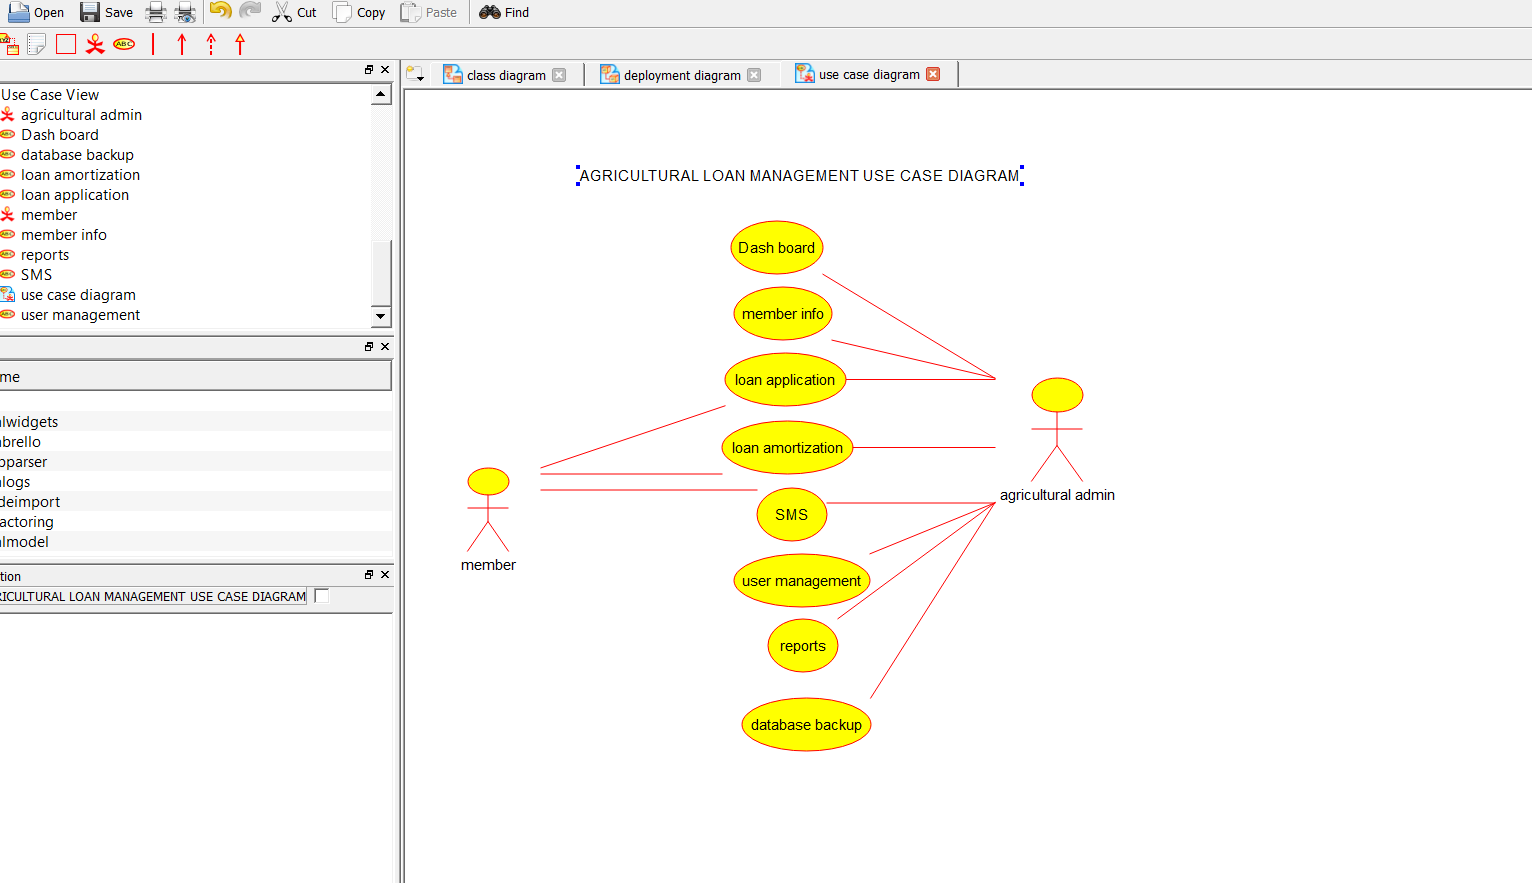 Open Save Cut Copy Paste Find
ABC
class diagram deployment diagram use case diagram
Use Case View
agricultural admin
Dash board
database backup
loan amortization
loan application
member
member info
reports
SMS
use case diagram
user management
me
lwidgets
brello
pparser
logs
deimport
actoring
lmodel
tion
RICULTURAL LOAN MANAGEMENT USE CASE DIAGRAM
AGRICULTURAL LOAN MANAGEMENT USE CASE DIAGRAM
Dash board
member info
loan application
loan amortization
agricultural admin
SMS
member
user management
reports
database backup